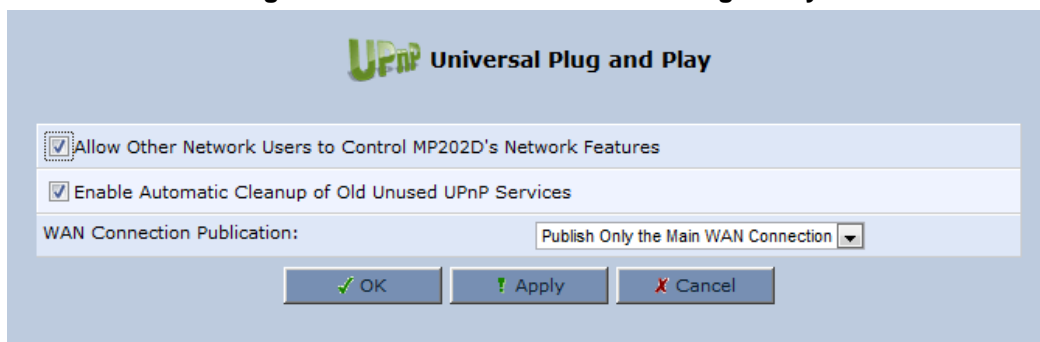 UPnP Universal Plug and Play
Allow Other Network Users to Control MP202D's Network Features
Enable Automatic Cleanup of Old Unused UPnP Services
WAN Connection Publication: Publish Only the Main WAN Connection
OK Apply Cancel